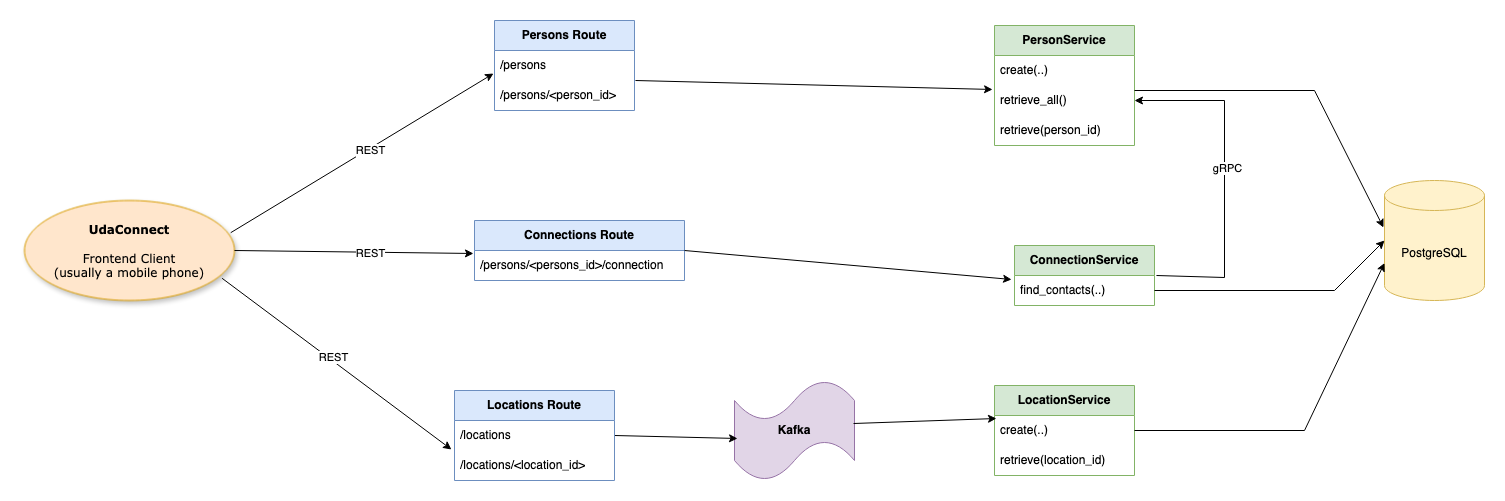 UdaConnect
Frontend Client
(usually a mobile phone)
REST
REST
REST
Persons Route
/persons
/persons/<person_id>
Connections Route
/persons/<persons_id>/connection
Locations Route
/locations
/locations/<location_id>
Kafka
PersonService
create(..)
retrieve_all()
retrieve(person_id)
gRPC
ConnectionService
find_contacts(..)
LocationService
create(..)
retrieve(location_id)
PostgreSQL